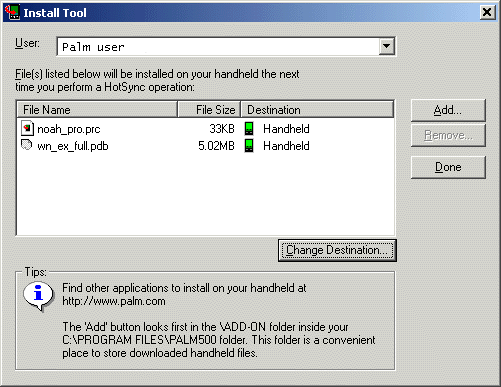 Install Tool
User: Palm user
File(s) listed below will be installed on your handheld the next
time you perform a HotSync operation:
File Name File Size Destination
noah_pro.prc 33KB Handheld
wn_ex_full.pdb 5.02MB Handheld
Add...
Remove...
Done
Change Destination...
Tips:
Find other applications to install on your handheld at
http://www.palm.com
The 'Add' button looks first in the \ADD-ON folder inside your
C:\PROGRAM FILES\PALM500 folder. This folder is a convenient
place to store downloaded handheld files.